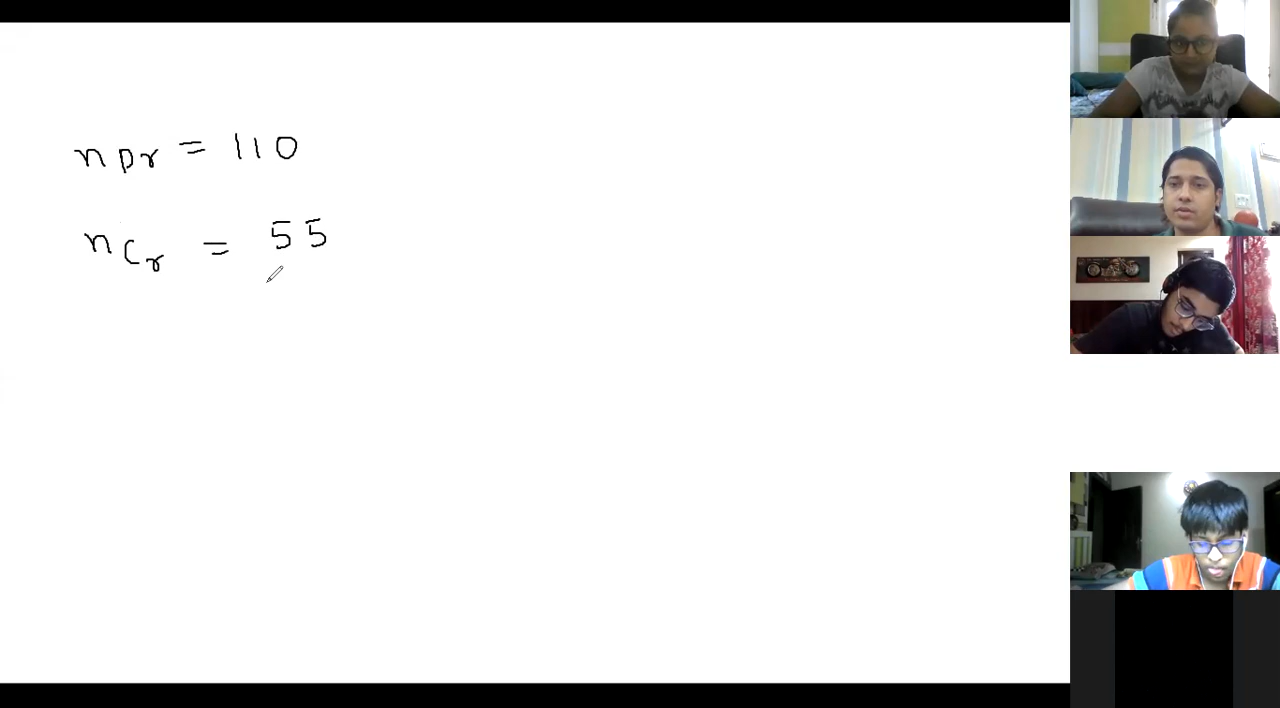 nPr = 110
nCr = 55